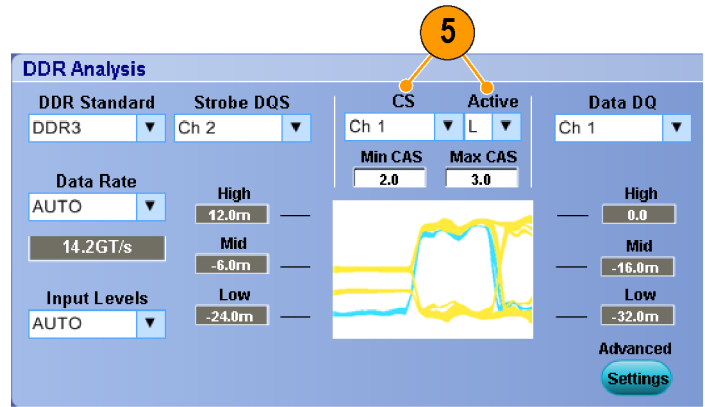 5
DDR Analysis
DDR Standard Strobe DQS CS Active Data DQ
DDR3 Ch 2 Ch 1 L Ch 1
Min CAS Max CAS
2.0 3.0
Data Rate High High
AUTO 12.0m 0.0
14.2GT/s Mid Mid
-6.0m -16.0m
Input Levels Low Low
AUTO -24.0m -32.0m
Advanced
Settings